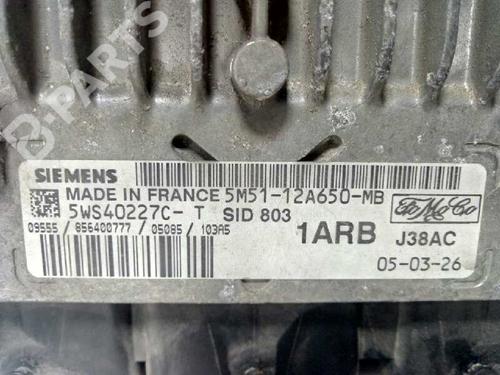 SIEMENS
MADE IN FRANCE 5M51-12A650-MB
5WS40227C- T SID 803
09555 / 856400777 / 05085 / 103A5
1ARB J38AC
05-03-26
FoMoCo
B PARTS